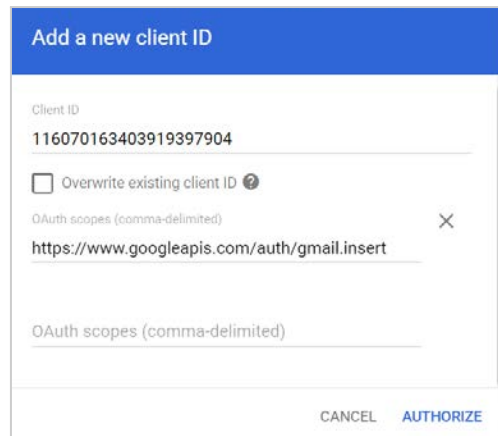 Add a new client ID
Client ID
116070163403919397904
Overwrite existing client ID ?
OAuth scopes (comma-delimited)
https://www.googleapis.com/auth/gmail.insert
OAuth scopes (comma-delimited)
CANCEL AUTHORIZE